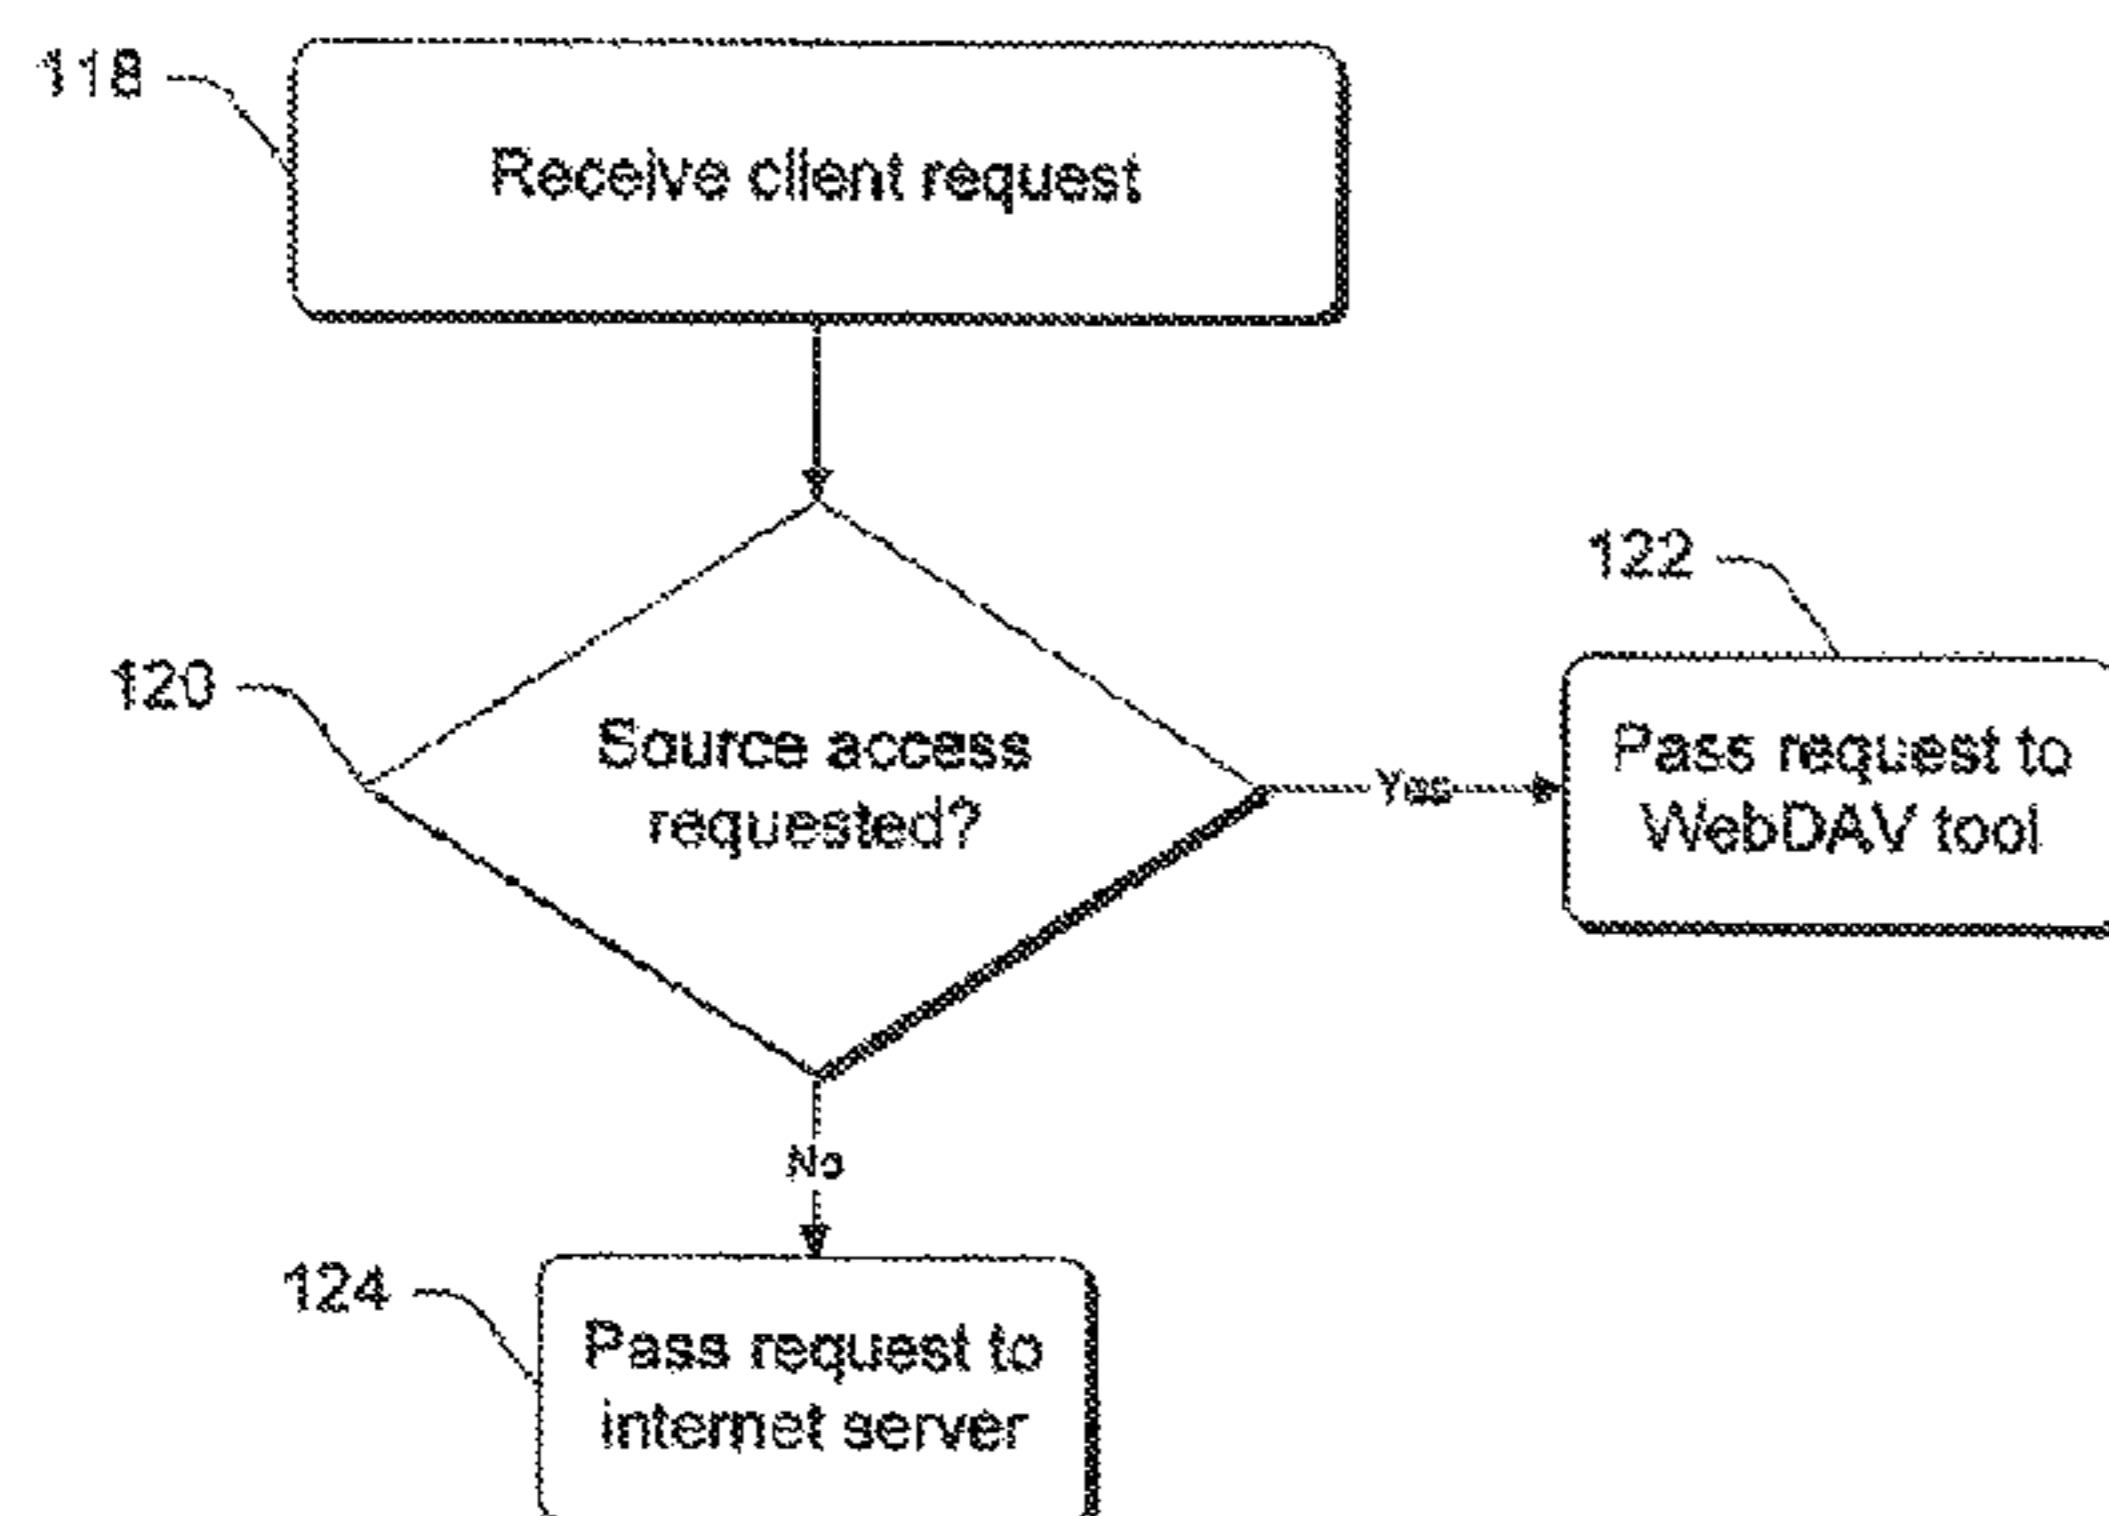 118
Receive client request
122
120
Source access
requested?
Yes
Pass request to
WebDAV tool
No
124
Pass request to
internet server